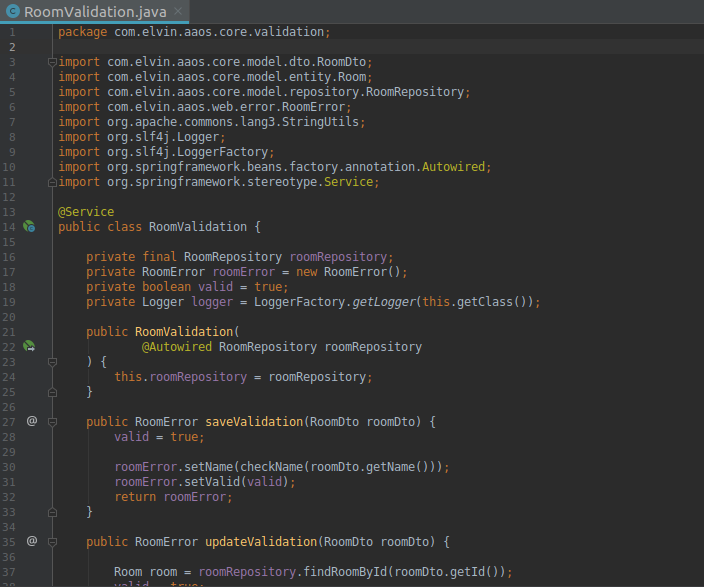 RoomValidation.java ×
1 package com.elvin.aaos.core.validation;
2
3 import com.elvin.aaos.core.model.dto.RoomDto;
4 import com.elvin.aaos.core.model.entity.Room;
5 import com.elvin.aaos.core.model.repository.RoomRepository;
6 import com.elvin.aaos.web.error.RoomError;
7 import org.apache.commons.lang3.StringUtils;
8 import org.slf4j.Logger;
9 import org.slf4j.LoggerFactory;
10 import org.springframework.beans.factory.annotation.Autowired;
11 import org.springframework.stereotype.Service;
12
13 @Service
14 public class RoomValidation {
15
16 private final RoomRepository roomRepository;
17 private RoomError roomError = new RoomError();
18 private boolean valid = true;
19 private Logger logger = LoggerFactory.getLogger(this.getClass());
20
21 public RoomValidation(
22 @Autowired RoomRepository roomRepository
23 ) {
24 this.roomRepository = roomRepository;
25 }
26
27 @ public RoomError saveValidation(RoomDto roomDto) {
28 valid = true;
29
30 roomError.setName(checkName(roomDto.getName()));
31 roomError.setValid(valid);
32 return roomError;
33 }
34
35 @ public RoomError updateValidation(RoomDto roomDto) {
36
37 Room room = roomRepository.findRoomById(roomDto.getId());
38 valid = true;